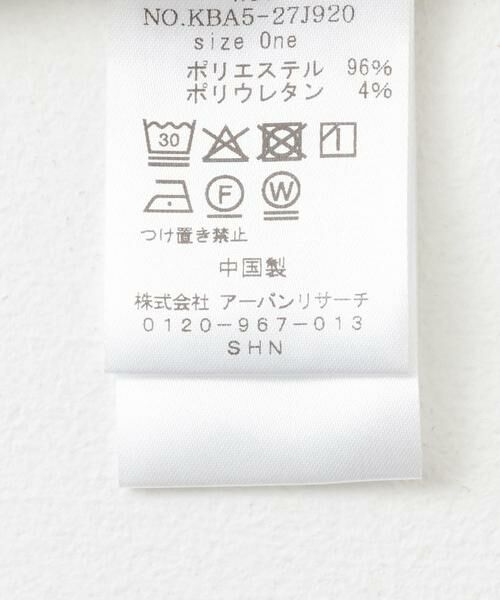 NO.KBA5-27J920
size One
ポリエステル 96%
ポリウレタン 4%
30
F W
つけ置き禁止
中国製
株式会社 アーバンリサーチ
0120-967-013
SHN